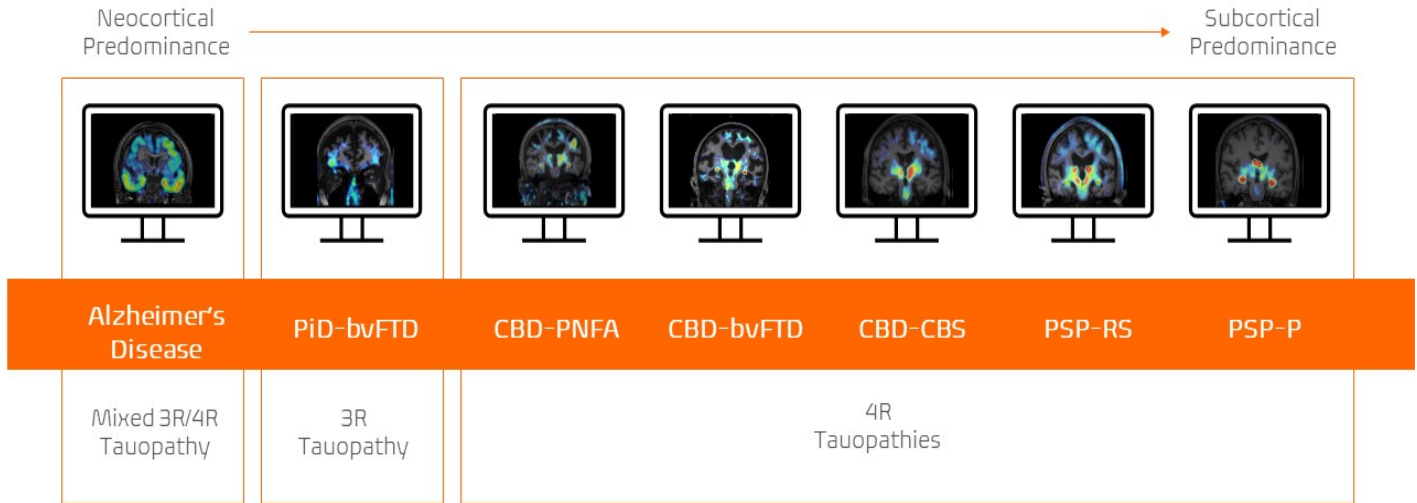 Neocortical
Predominance
Subcortical
Predominance
Alzheimer's
Disease
PiD-bvFTD
CBD-PNFA
CBD-bvFTD
CBD-CBS
PSP-RS
PSP-P
Mixed 3R/4R
Tauopathy
3R
Tauopathy
4R
Tauopathies